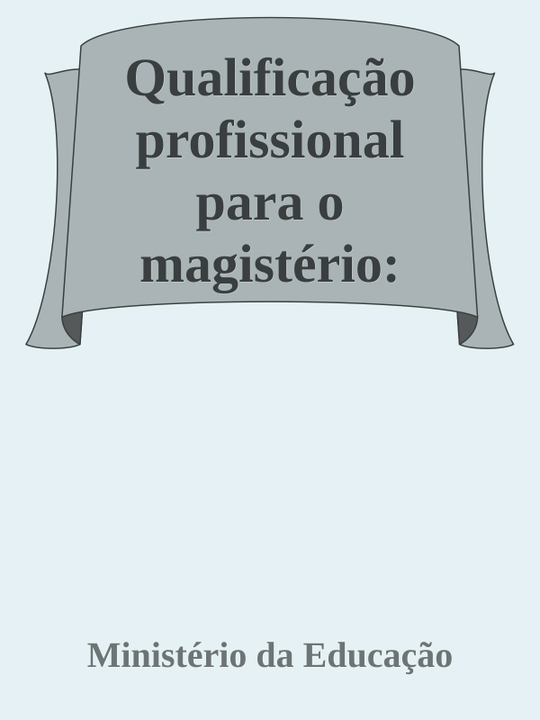 Qualificação
profissional
para o
magistério:
Ministério da Educação